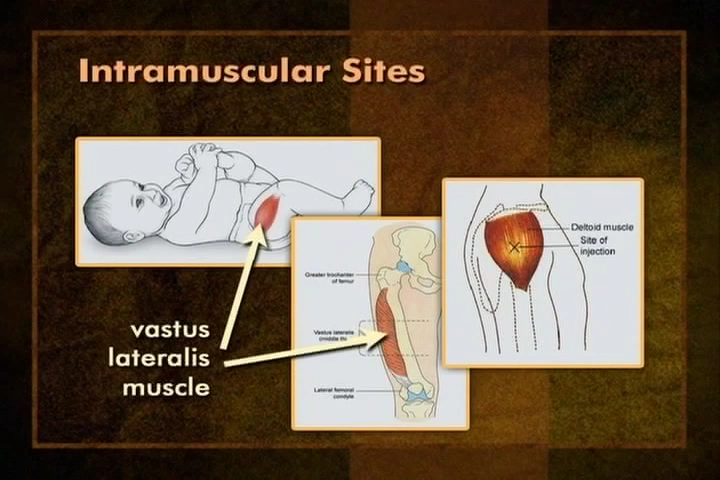 Intramuscular Sites
vastus
lateralis
muscle
Greater trochanter
of femur
Vastus lateralis
(middle
Lateral femoral
condyle
Deltoid muscle
Site of
injection